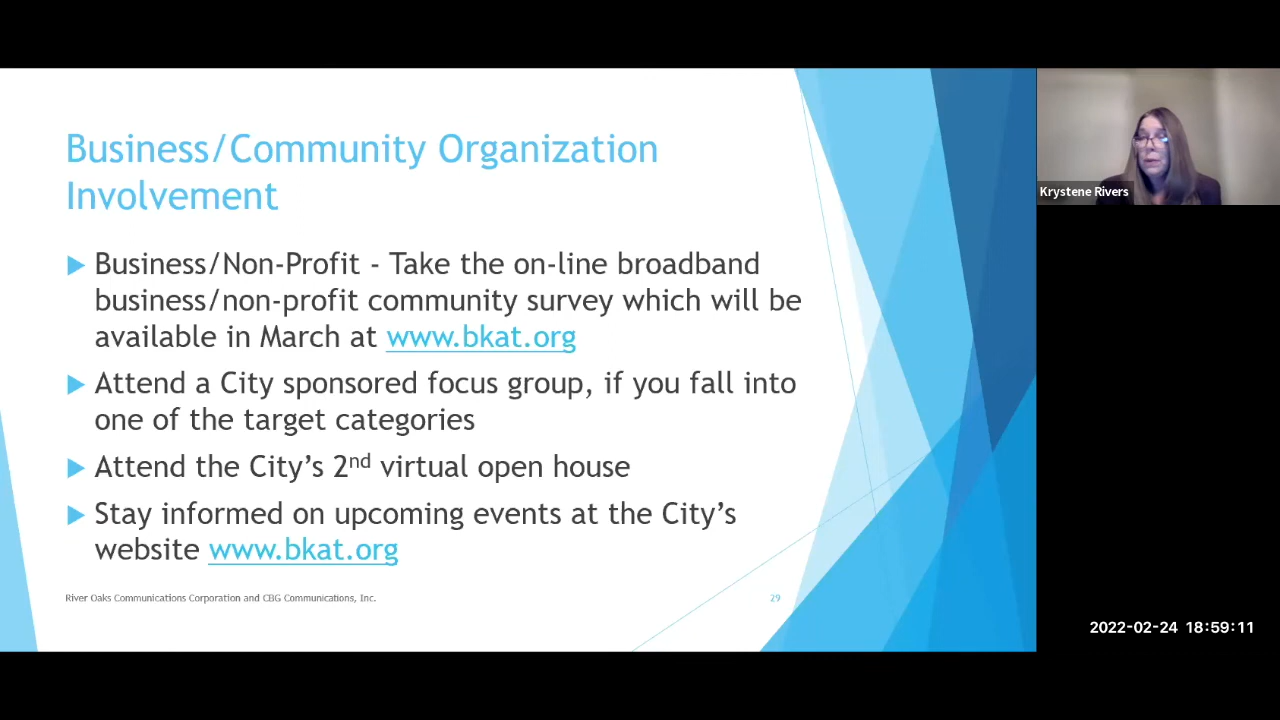 Business/Community Organization
Involvement
Business/Non-Profit - Take the on-line broadband
business/non-profit community survey which will be
available in March at www.bkat.org
Attend a City sponsored focus group, if you fall into
one of the target categories
Attend the City’s 2nd virtual open house
Stay informed on upcoming events at the City’s
website www.bkat.org
River Oaks Communications Corporation and CBG Communications, Inc.
29
Krystene Rivers
2022-02-24 18:59:11